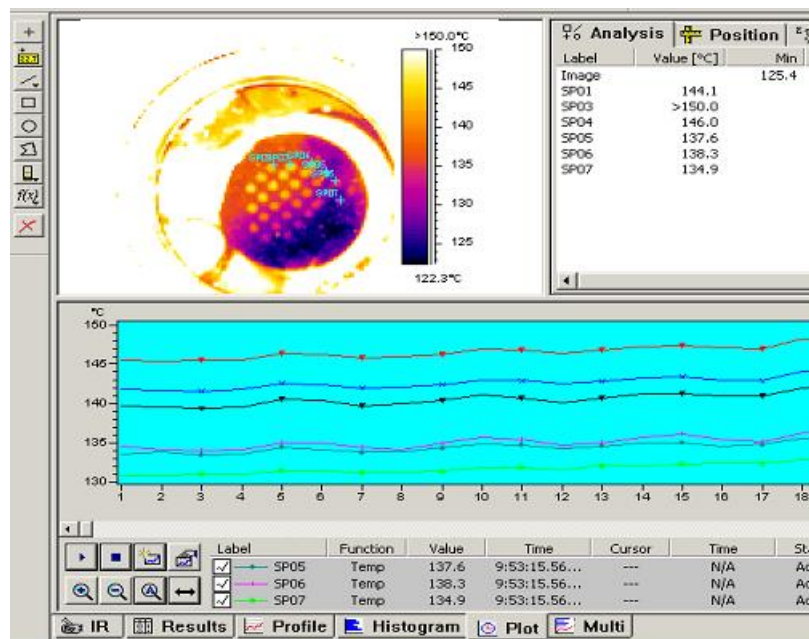 >150.0°C
150
145
140
135
130
125
122.3°C
Analysis Position
Label Value [°C] Min
Image 125.4
SP01 144.1
SP03 >150.0
SP04 146.0
SP05 137.6
SP06 138.3
SP07 134.9
f(x)
SP07
°C
150
145
140
135
130
1 2 3 4 5 6 7 8 9 10 11 12 13 14 15 16 17 18
Label Function Value Time Cursor Time St
SP05 Temp 137.6 9:53:15.56... --- N/A Ac
SP06 Temp 138.3 9:53:15.56... --- N/A Ac
SP07 Temp 134.9 9:53:15.56... --- N/A Ac
IR Results Profile Histogram Plot Multi